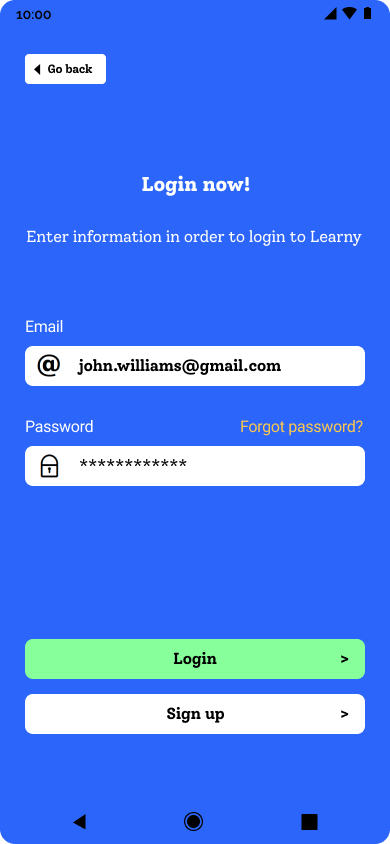 10:00
Go back
Login now!
Enter information in order to login to Learny
Email
@ john.williams@gmail.com
Password Forgot password?
************
Login >
Sign up >